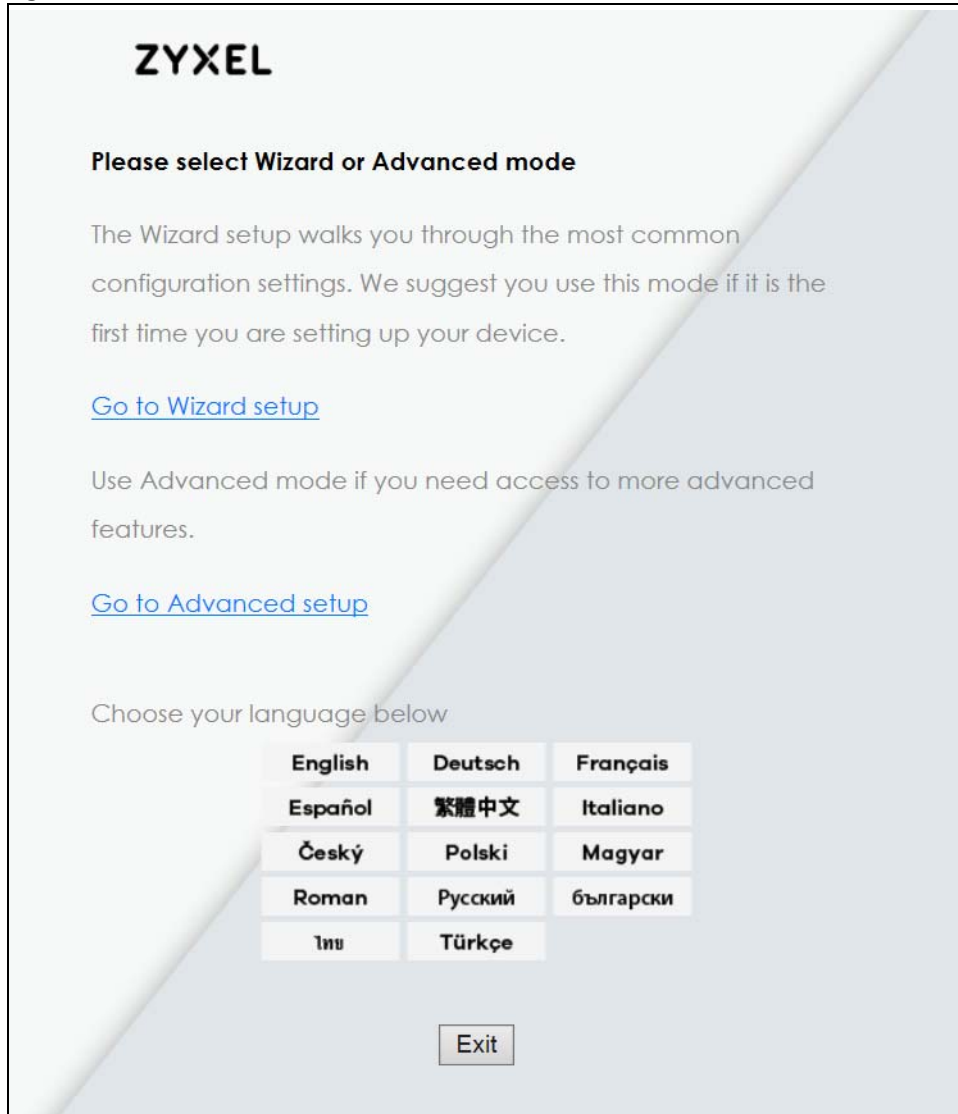 ZYXEL
Please select Wizard or Advanced mode
The Wizard setup walks you through the most common
configuration settings. We suggest you use this mode if it is the
first time you are setting up your device.
Go to Wizard setup
Use Advanced mode if you need access to more advanced
features.
Go to Advanced setup
Choose your language below
English Deutsch Français
Español 繁體中文 Italiano
Český Polski Magyar
Roman Русский български
ไทย Türkçe
Exit